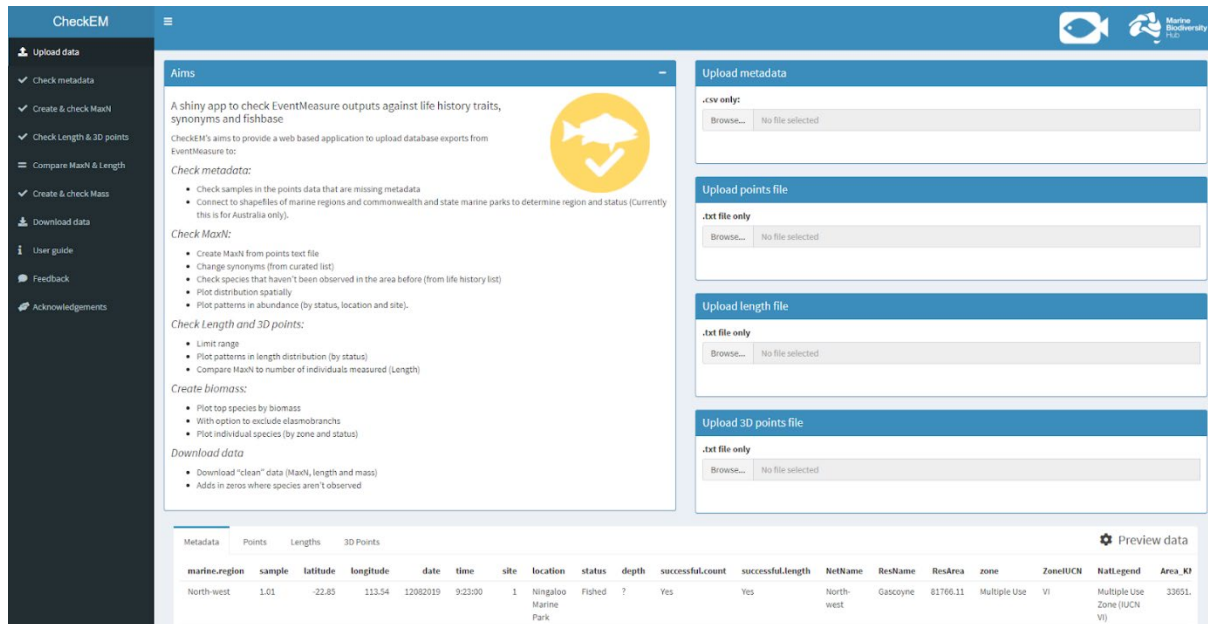 CheckEM
Marine
Biodiversity
Hub
Upload data
Check metadata
Create & check MaxN
Check Length & 3D points
Compare MaxN & Length
Create & check Mass
Download data
User guide
Feedback
Acknowledgements
Aims
A shiny app to check EventMeasure outputs against life history traits,
synonyms and fishbase
CheckEM's aims to provide a web based application to upload database exports from
EventMeasure to:
Check metadata:
Check samples in the points data that are missing metadata
Connect to shapefiles of marine regions and commonwealth and state marine parks to determine region and status (Currently
this is for Australia only).
Check MaxN:
Create MaxN from points text file
Change synonyms (from curated list)
Check species that haven't been observed in the area before (from life history list)
Plot distribution spatially
Plot patterns in abundance (by status, location and site).
Check Length and 3D points:
Limit range
Plot patterns in length distribution (by status)
Compare MaxN to number of individuals measured (Length)
Create biomass:
Plot top species by biomass
With option to exclude elasmobranchs
Plot individual species (by zone and status)
Download data
Download "clean" data (MaxN, length and mass)
Adds in zeros where species aren't observed
Upload metadata
.csv only:
Browse... No file selected
Upload points file
.txt file only
Browse... No file selected
Upload length file
.txt file only
Browse... No file selected
Upload 3D points file
.txt file only
Browse... No file selected
Metadata Points Lengths 3D Points Preview data
marine.region sample latitude longitude date time site location status depth successful.count successful.length NetName ResName ResArea zone ZoneIUCN NatLegend Area_KM
North-west 1.01 -22.85 113.54 12082019 9:23:00 1 Ningaloo Fished ? Yes Yes North- Gascoyne 81766.11 Multiple Use VI Multiple Use 33651.
Marine west Zone (IUCN
Park VI)